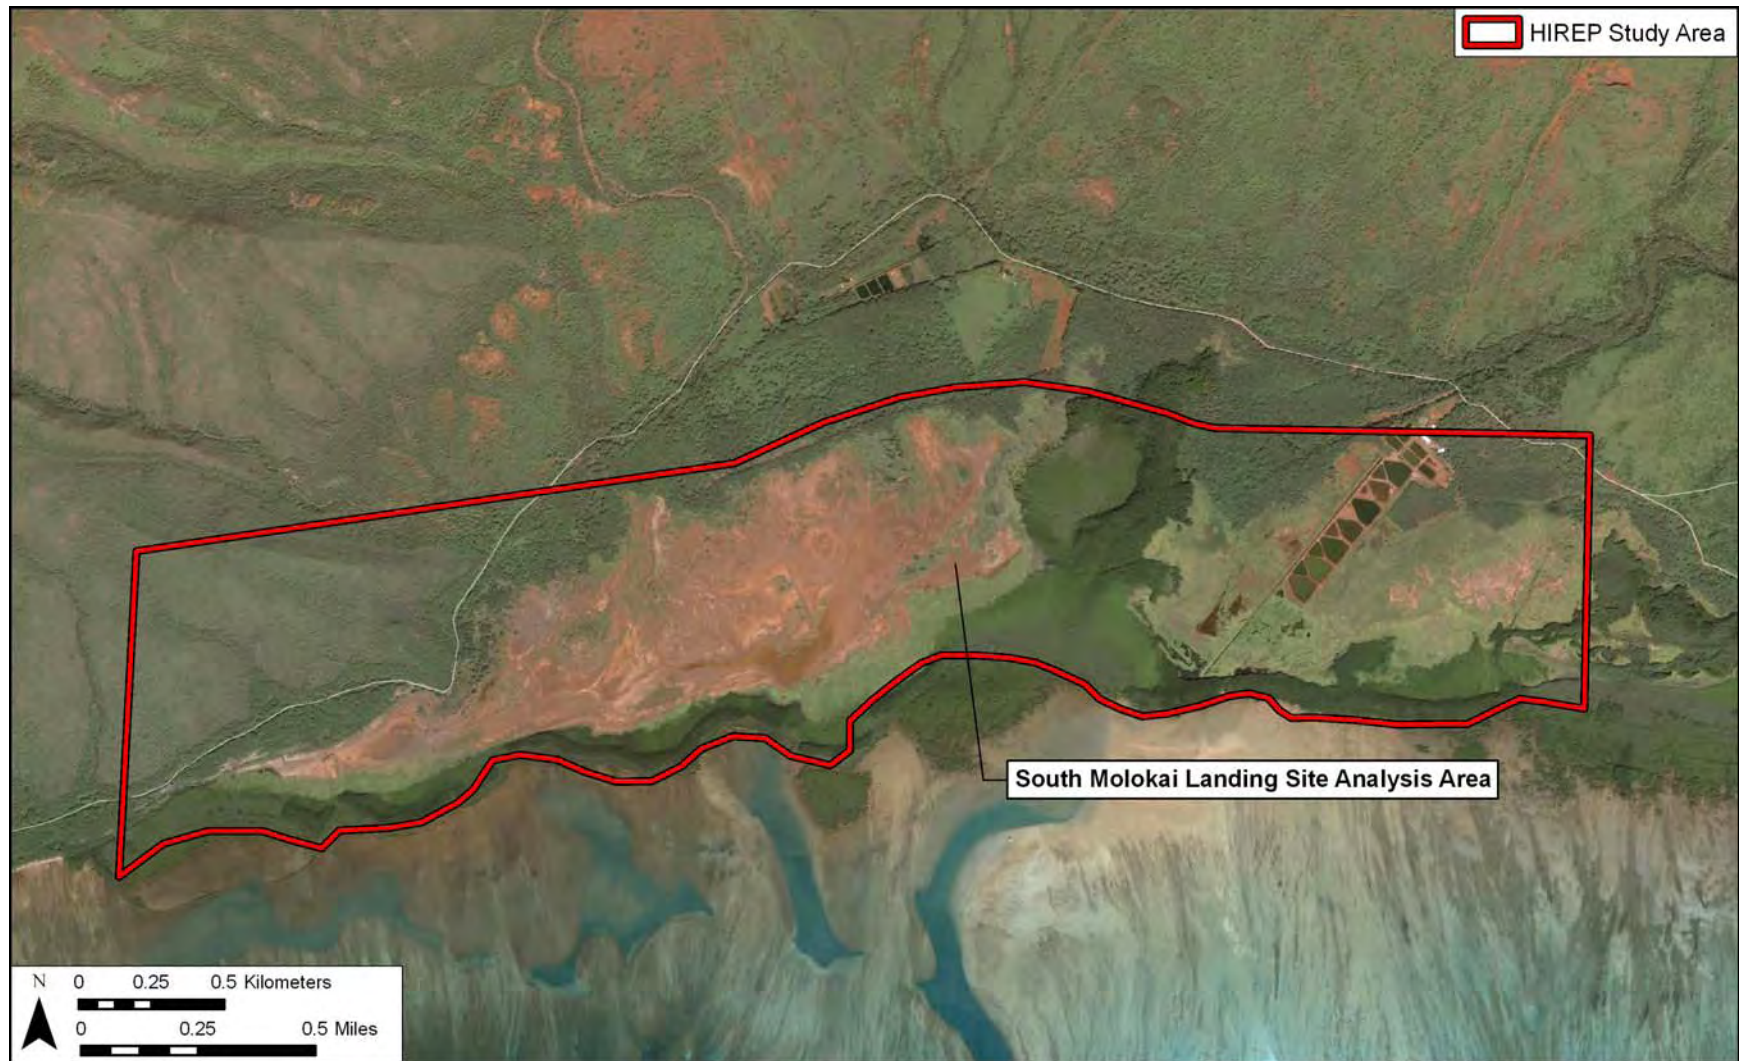 HIREP Study Area
South Molokai Landing Site Analysis Area
N
0 0.25 0.5 Kilometers
0 0.25 0.5 Miles